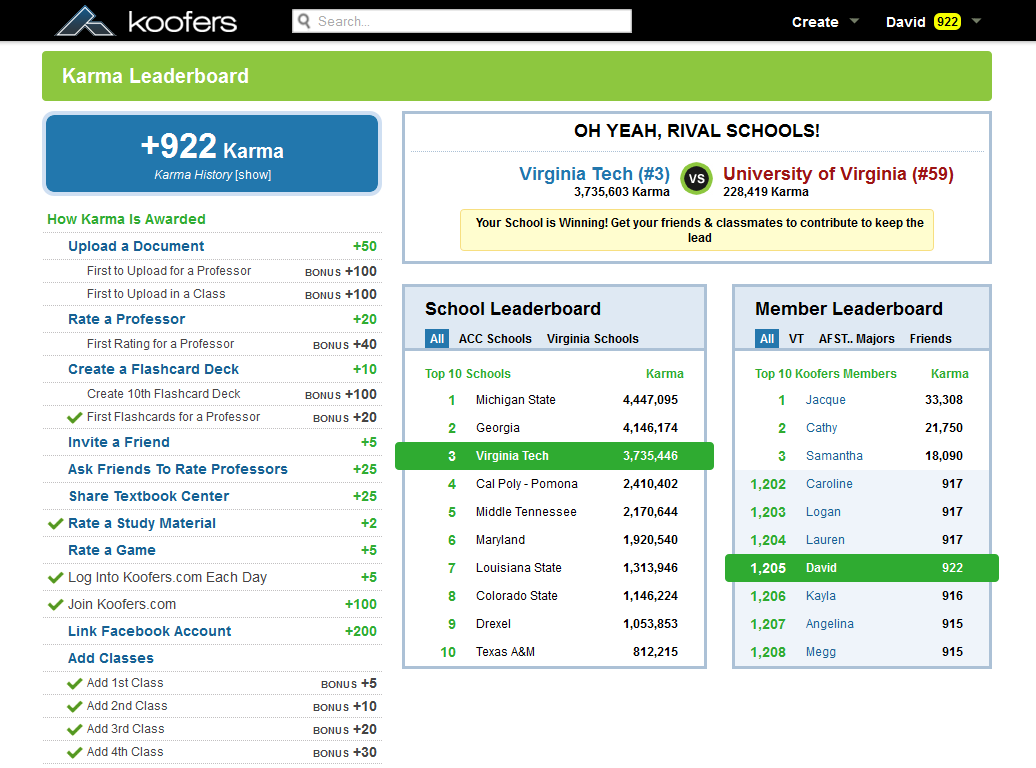 koofers
Search...
Create
David 922
Karma Leaderboard
+922 Karma
Karma History [show]
How Karma Is Awarded
Upload a Document +50
First to Upload for a Professor BONUS +100
First to Upload in a Class BONUS +100
Rate a Professor +20
First Rating for a Professor BONUS +40
Create a Flashcard Deck +10
Create 10th Flashcard Deck BONUS +100
First Flashcards for a Professor BONUS +20
Invite a Friend +5
Ask Friends To Rate Professors +25
Share Textbook Center +25
Rate a Study Material +2
Rate a Game +5
Log Into Koofers.com Each Day +5
Join Koofers.com +100
Link Facebook Account +200
Add Classes
Add 1st Class BONUS +5
Add 2nd Class BONUS +10
Add 3rd Class BONUS +20
Add 4th Class BONUS +30
OH YEAH, RIVAL SCHOOLS!
Virginia Tech (#3) VS University of Virginia (#59)
3,735,603 Karma 228,419 Karma
Your School is Winning! Get your friends & classmates to contribute to keep the
lead
School Leaderboard
All ACC Schools Virginia Schools
Top 10 Schools Karma
1 Michigan State 4,447,095
2 Georgia 4,146,174
3 Virginia Tech 3,735,446
4 Cal Poly - Pomona 2,410,402
5 Middle Tennessee 2,170,644
6 Maryland 1,920,540
7 Louisiana State 1,313,946
8 Colorado State 1,146,224
9 Drexel 1,053,853
10 Texas A&M 812,215
Member Leaderboard
All VT AFST.. Majors Friends
Top 10 Koofers Members Karma
1 Jacque 33,308
2 Cathy 21,750
3 Samantha 18,090
1,202 Caroline 917
1,203 Logan 917
1,204 Lauren 917
1,205 David 922
1,206 Kayla 916
1,207 Angelina 915
1,208 Megg 915